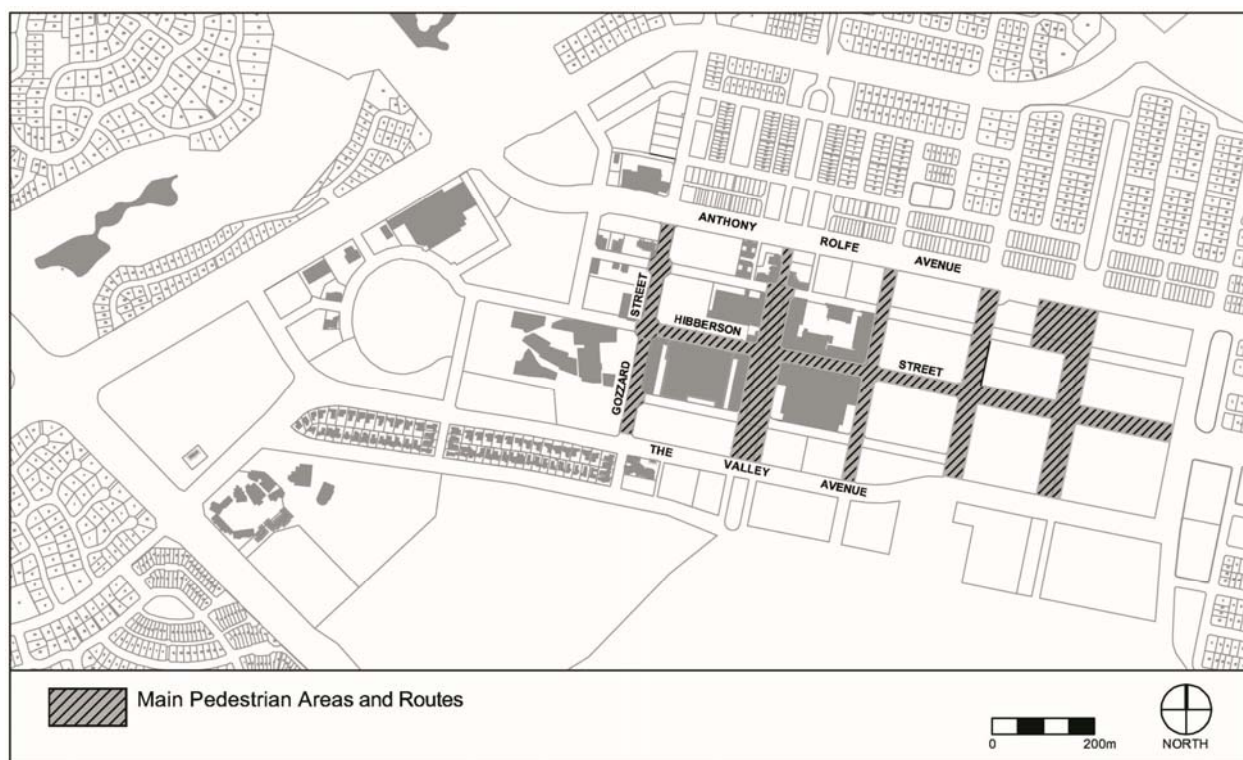 ANTHONY ROLFE AVENUE
GOZZARD STREET
HIBBERSON STREET
THE VALLEY AVENUE
Main Pedestrian Areas and Routes
0 200m
NORTH